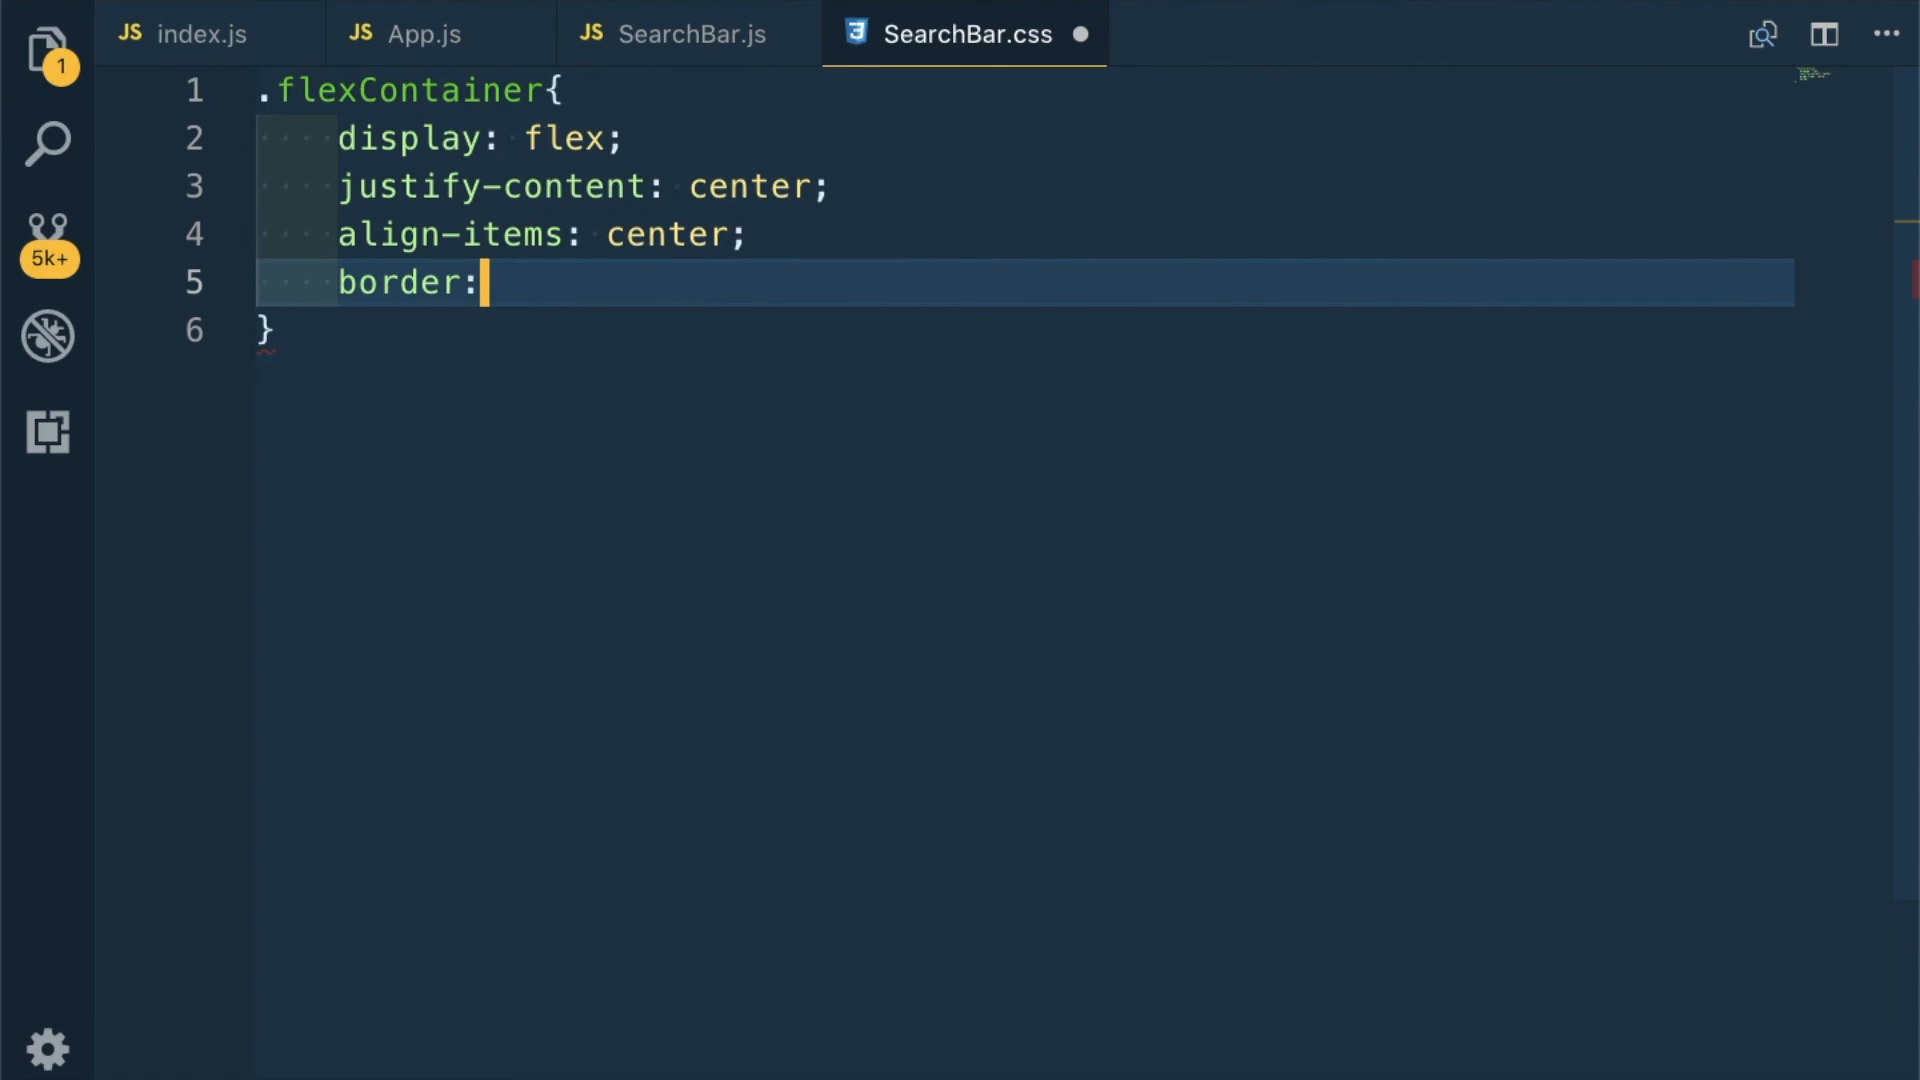 JS index.js JS App.js JS SearchBar.js 3 SearchBar.css
1
5k+
1 .flexContainer{
2 display: flex;
3 justify-content: center;
4 align-items: center;
5 border:
6 }